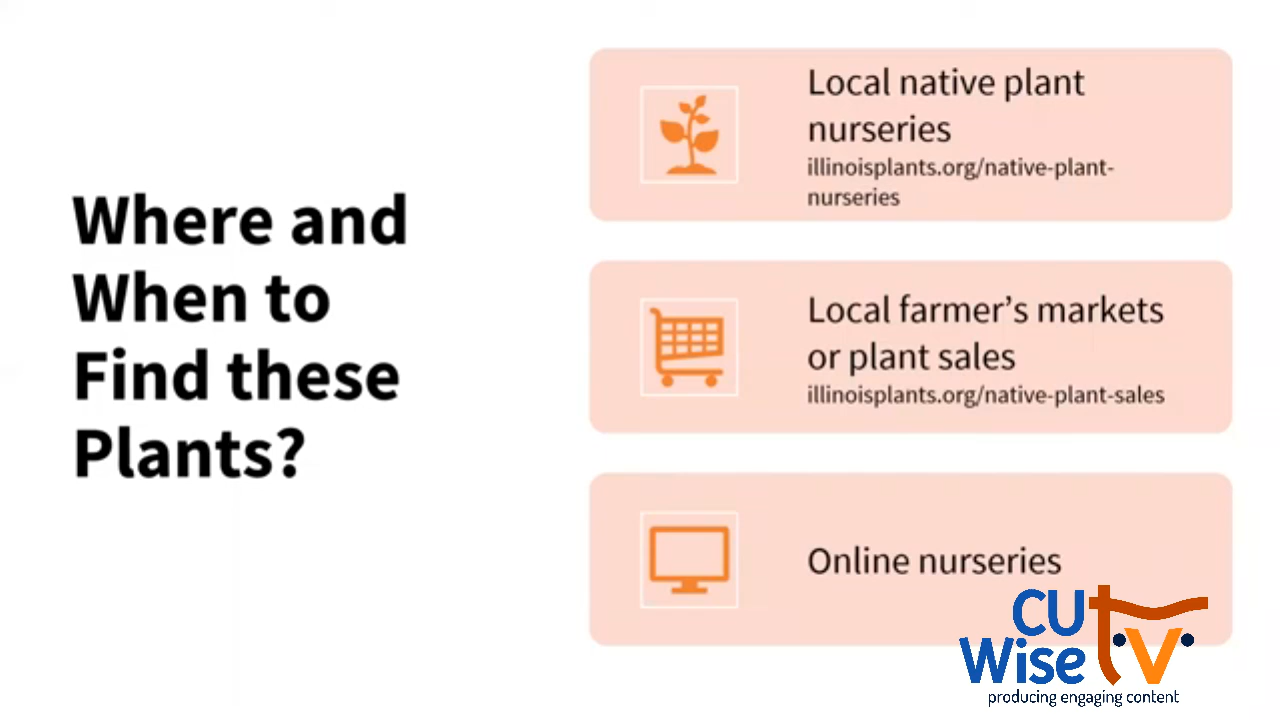 Where and
When to
Find these
Plants?
Local native plant
nurseries
illinoisplants.org/native-plant-
nurseries
Local farmer’s markets
or plant sales
illinoisplants.org/native-plant-sales
Online nurseries
CU
Wise tv
producing engaging content